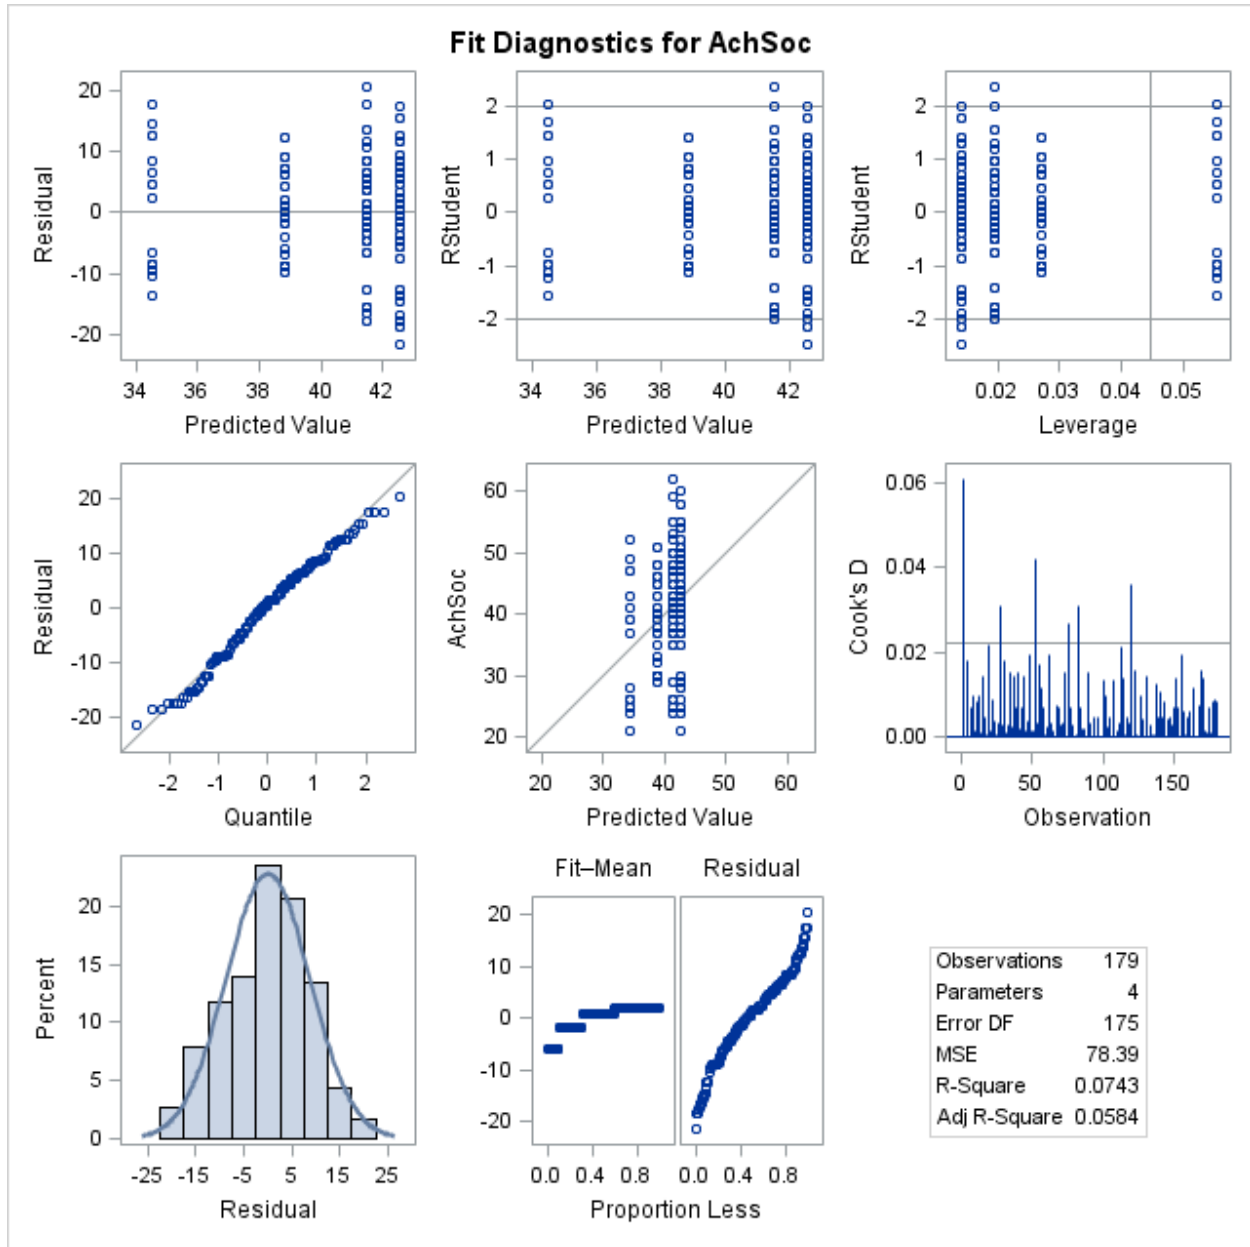 Fit Diagnostics for AchSoc
20
10
0
-10
-20
Residual
34 36 38 40 42
Predicted Value
2
1
0
-1
-2
RStudent
34 36 38 40 42
Predicted Value
2
1
0
-1
-2
RStudent
0.02 0.03 0.04 0.05
Leverage
20
10
0
-10
-20
Residual
-2 -1 0 1 2
Quantile
60
50
40
30
20
AchSoc
20 30 40 50 60
Predicted Value
0.06
0.04
0.02
0.00
Cook's D
0 50 100 150
Observation
20
15
10
5
0
Percent
-25 -15 -5 5 15 25
Residual
Fit–Mean Residual
20
10
0
-10
-20
0.0 0.4 0.8 0.0 0.4 0.8
Proportion Less
Observations 179
Parameters 4
Error DF 175
MSE 78.39
R-Square 0.0743
Adj R-Square 0.0584